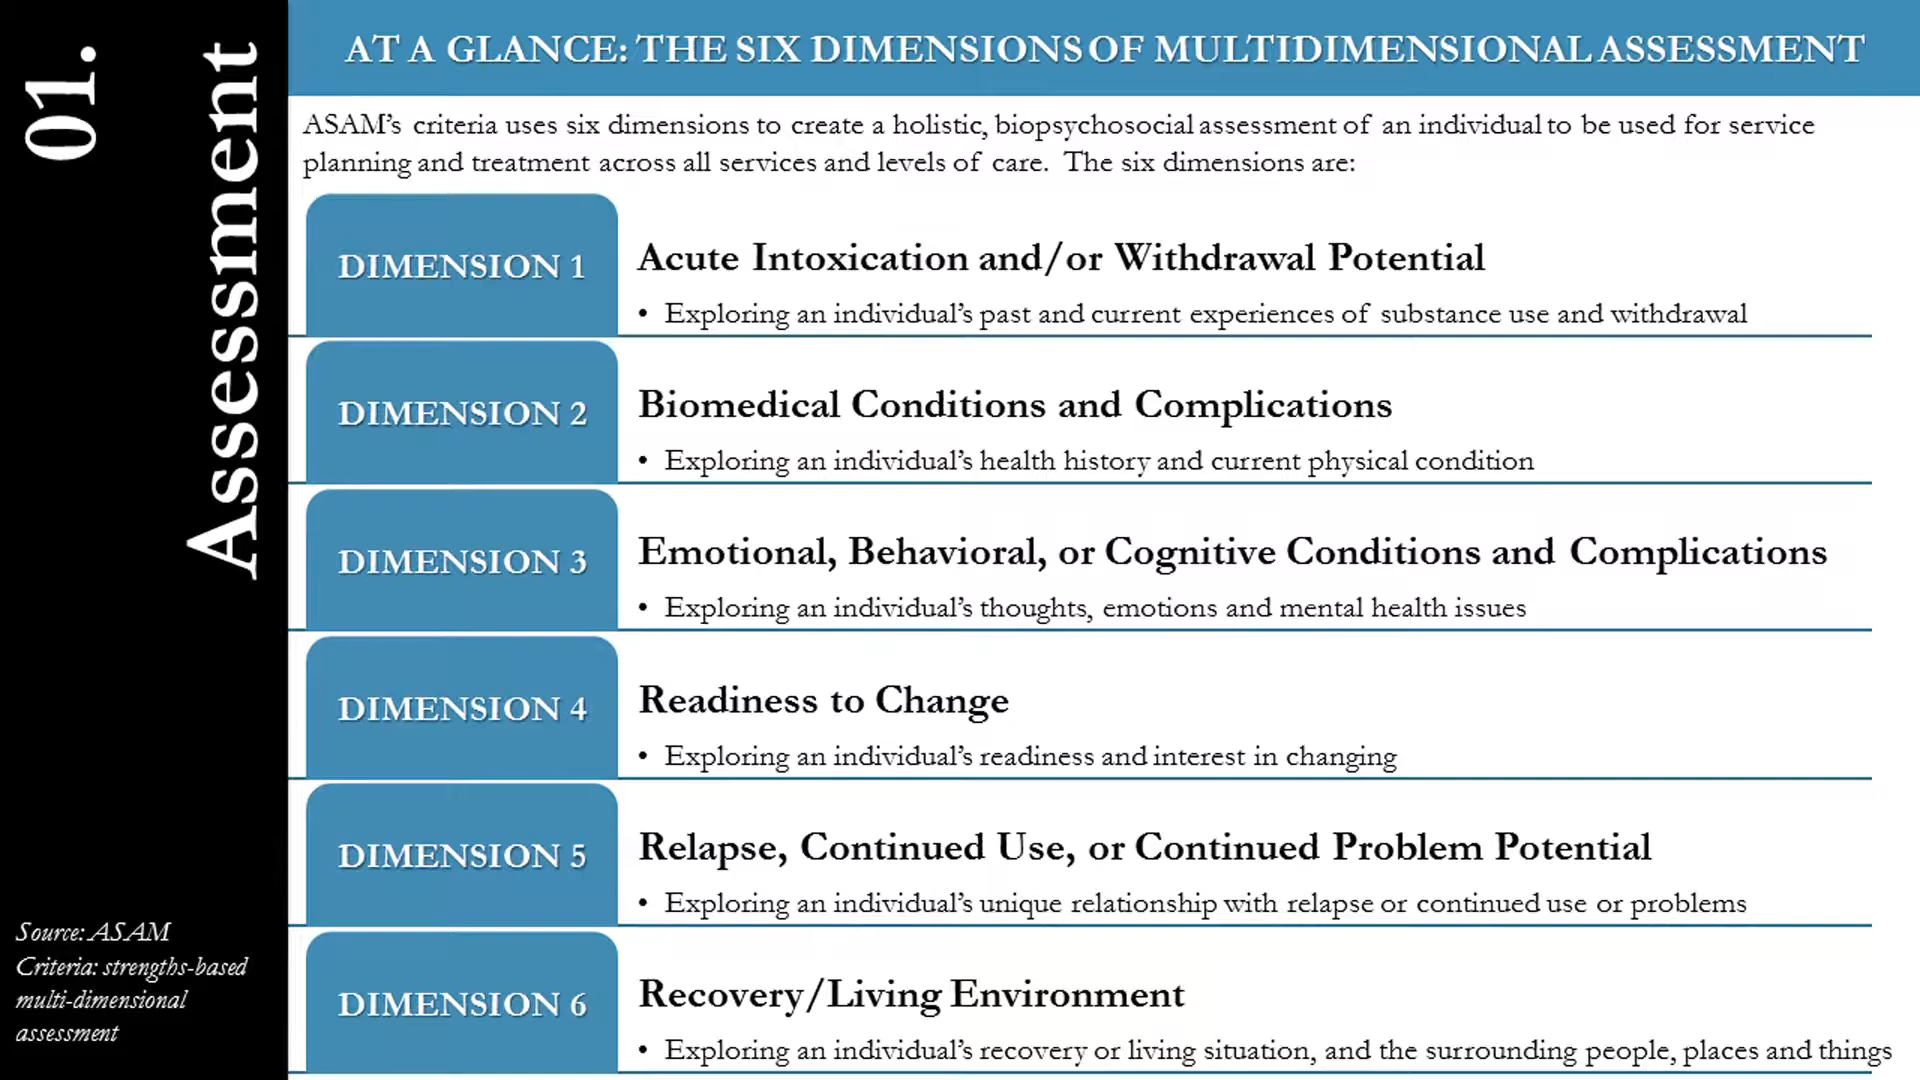 01.
Assessment
Source: ASAM
Criteria: strengths-based
multi-dimensional
assessment
AT A GLANCE: THE SIX DIMENSIONS OF MULTIDIMENSIONAL ASSESSMENT
ASAM’s criteria uses six dimensions to create a holistic, biopsychosocial assessment of an individual to be used for service
planning and treatment across all services and levels of care. The six dimensions are:
DIMENSION 1
Acute Intoxication and/or Withdrawal Potential
• Exploring an individual’s past and current experiences of substance use and withdrawal
DIMENSION 2
Biomedical Conditions and Complications
• Exploring an individual’s health history and current physical condition
DIMENSION 3
Emotional, Behavioral, or Cognitive Conditions and Complications
• Exploring an individual’s thoughts, emotions and mental health issues
DIMENSION 4
Readiness to Change
• Exploring an individual’s readiness and interest in changing
DIMENSION 5
Relapse, Continued Use, or Continued Problem Potential
• Exploring an individual’s unique relationship with relapse or continued use or problems
DIMENSION 6
Recovery/Living Environment
• Exploring an individual’s recovery or living situation, and the surrounding people, places and things